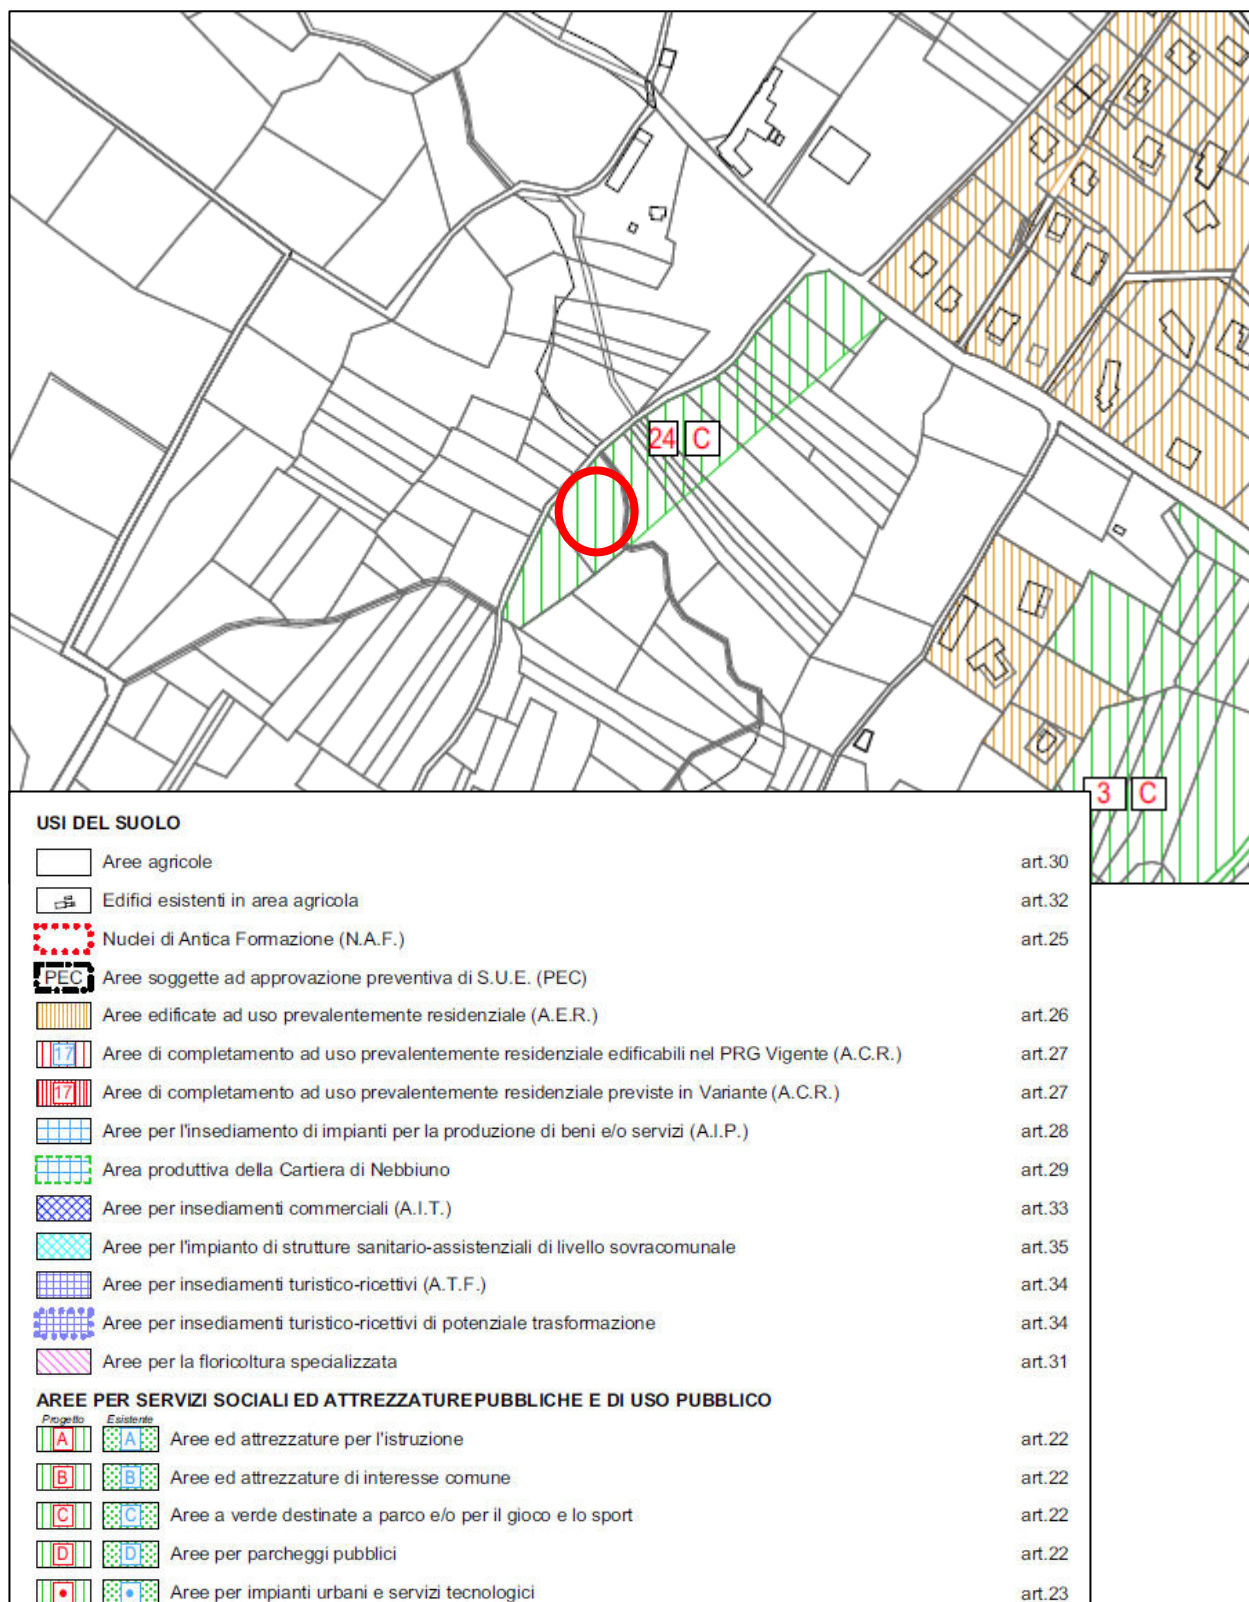 24 C
3 C
USI DEL SUOLO
Aree agricole art.30
Edifici esistenti in area agricola art.32
Nuclei di Antica Formazione (N.A.F.) art.25
PEC Aree soggette ad approvazione preventiva di S.U.E. (PEC)
Aree edificate ad uso prevalentemente residenziale (A.E.R.) art.26
17 Aree di completamento ad uso prevalentemente residenziale edificabili nel PRG Vigente (A.C.R.) art.27
17 Aree di completamento ad uso prevalentemente residenziale previste in Variante (A.C.R.) art.27
Aree per l'insediamento di impianti per la produzione di beni e/o servizi (A.I.P.) art.28
Area produttiva della Cartiera di Nebbiuno art.29
Aree per insediamenti commerciali (A.I.T.) art.33
Aree per l'impianto di strutture sanitario-assistenziali di livello sovracomunale art.35
Aree per insediamenti turistico-ricettivi (A.T.F.) art.34
Aree per insediamenti turistico-ricettivi di potenziale trasformazione art.34
Aree per la floricoltura specializzata art.31
AREE PER SERVIZI SOCIALI ED ATTREZZATURE PUBBLICHE E DI USO PUBBLICO
Progetto Esistente
A A Aree ed attrezzature per l'istruzione art.22
B B Aree ed attrezzature di interesse comune art.22
C C Aree a verde destinate a parco e/o per il gioco e lo sport art.22
D D Aree per parcheggi pubblici art.22
Aree per impianti urbani e servizi tecnologici art.23